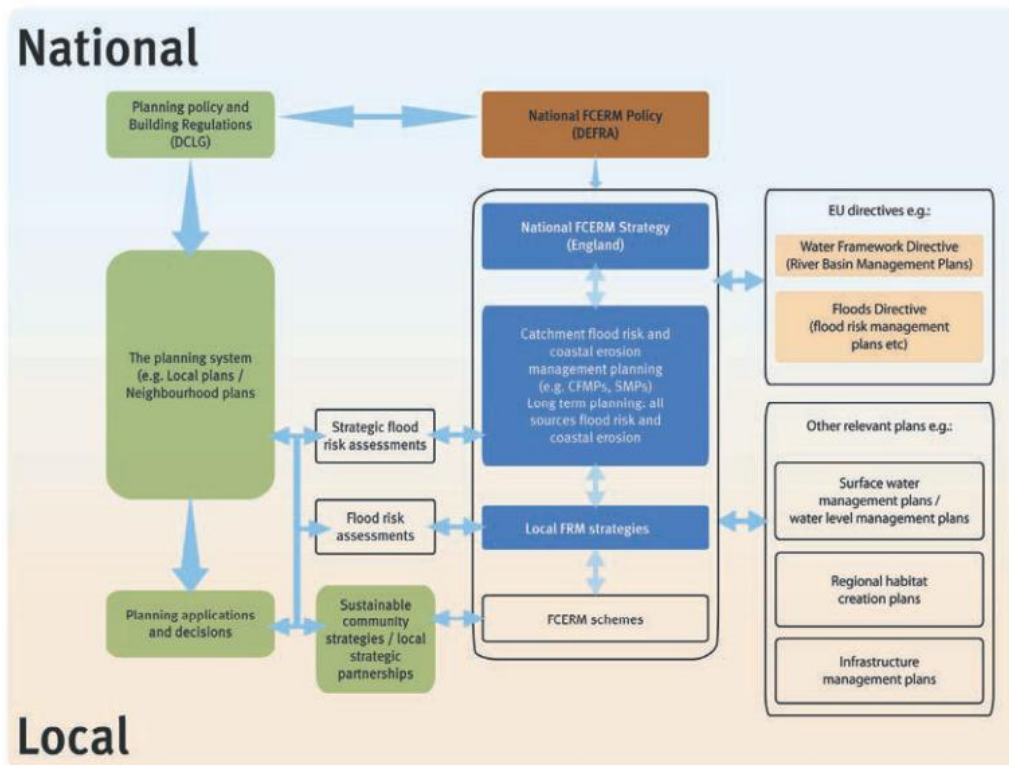 National
Planning policy and
Building Regulations
(DCLG)
National FCERM Policy
(DEFRA)
National FCERM Strategy
(England)
EU directives e.g.:
Water Framework Directive
(River Basin Management Plans)
Floods Directive
(flood risk management
plans etc)
The planning system
(e.g. Local plans /
Neighbourhood plans
Catchment flood risk and
coastal erosion
management planning
(e.g. CFMPs, SMPs)
Long term planning: all
sources flood risk and
coastal erosion
Strategic flood
risk assessments
Other relevant plans e.g.:
Surface water
management plans /
water level management plans
Flood risk
assessments
Local FRM strategies
Regional habitat
creation plans
Planning applications
and decisions
Sustainable
community
strategies / local
strategic
partnerships
FCERM schemes
Infrastructure
management plans
Local